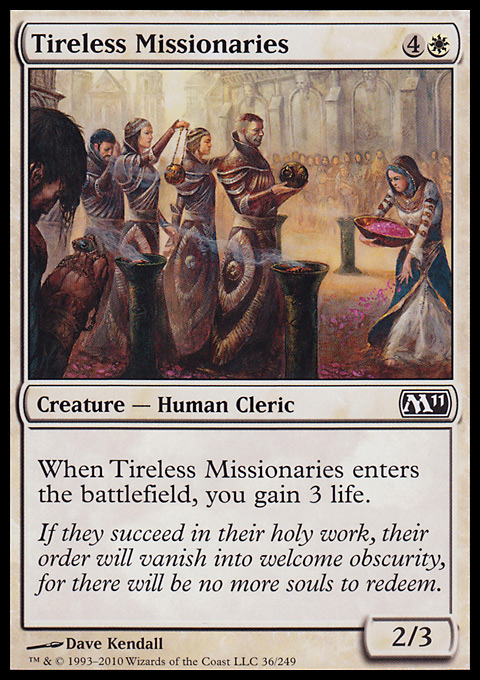 Tireless Missionaries 4
Creature — Human Cleric M11
When Tireless Missionaries enters
the battlefield, you gain 3 life.
If they succeed in their holy work, their
order will vanish into welcome obscurity,
for there will be no more souls to redeem.
Dave Kendall
2/3
™ & © 1993–2010 Wizards of the Coast LLC 36/249